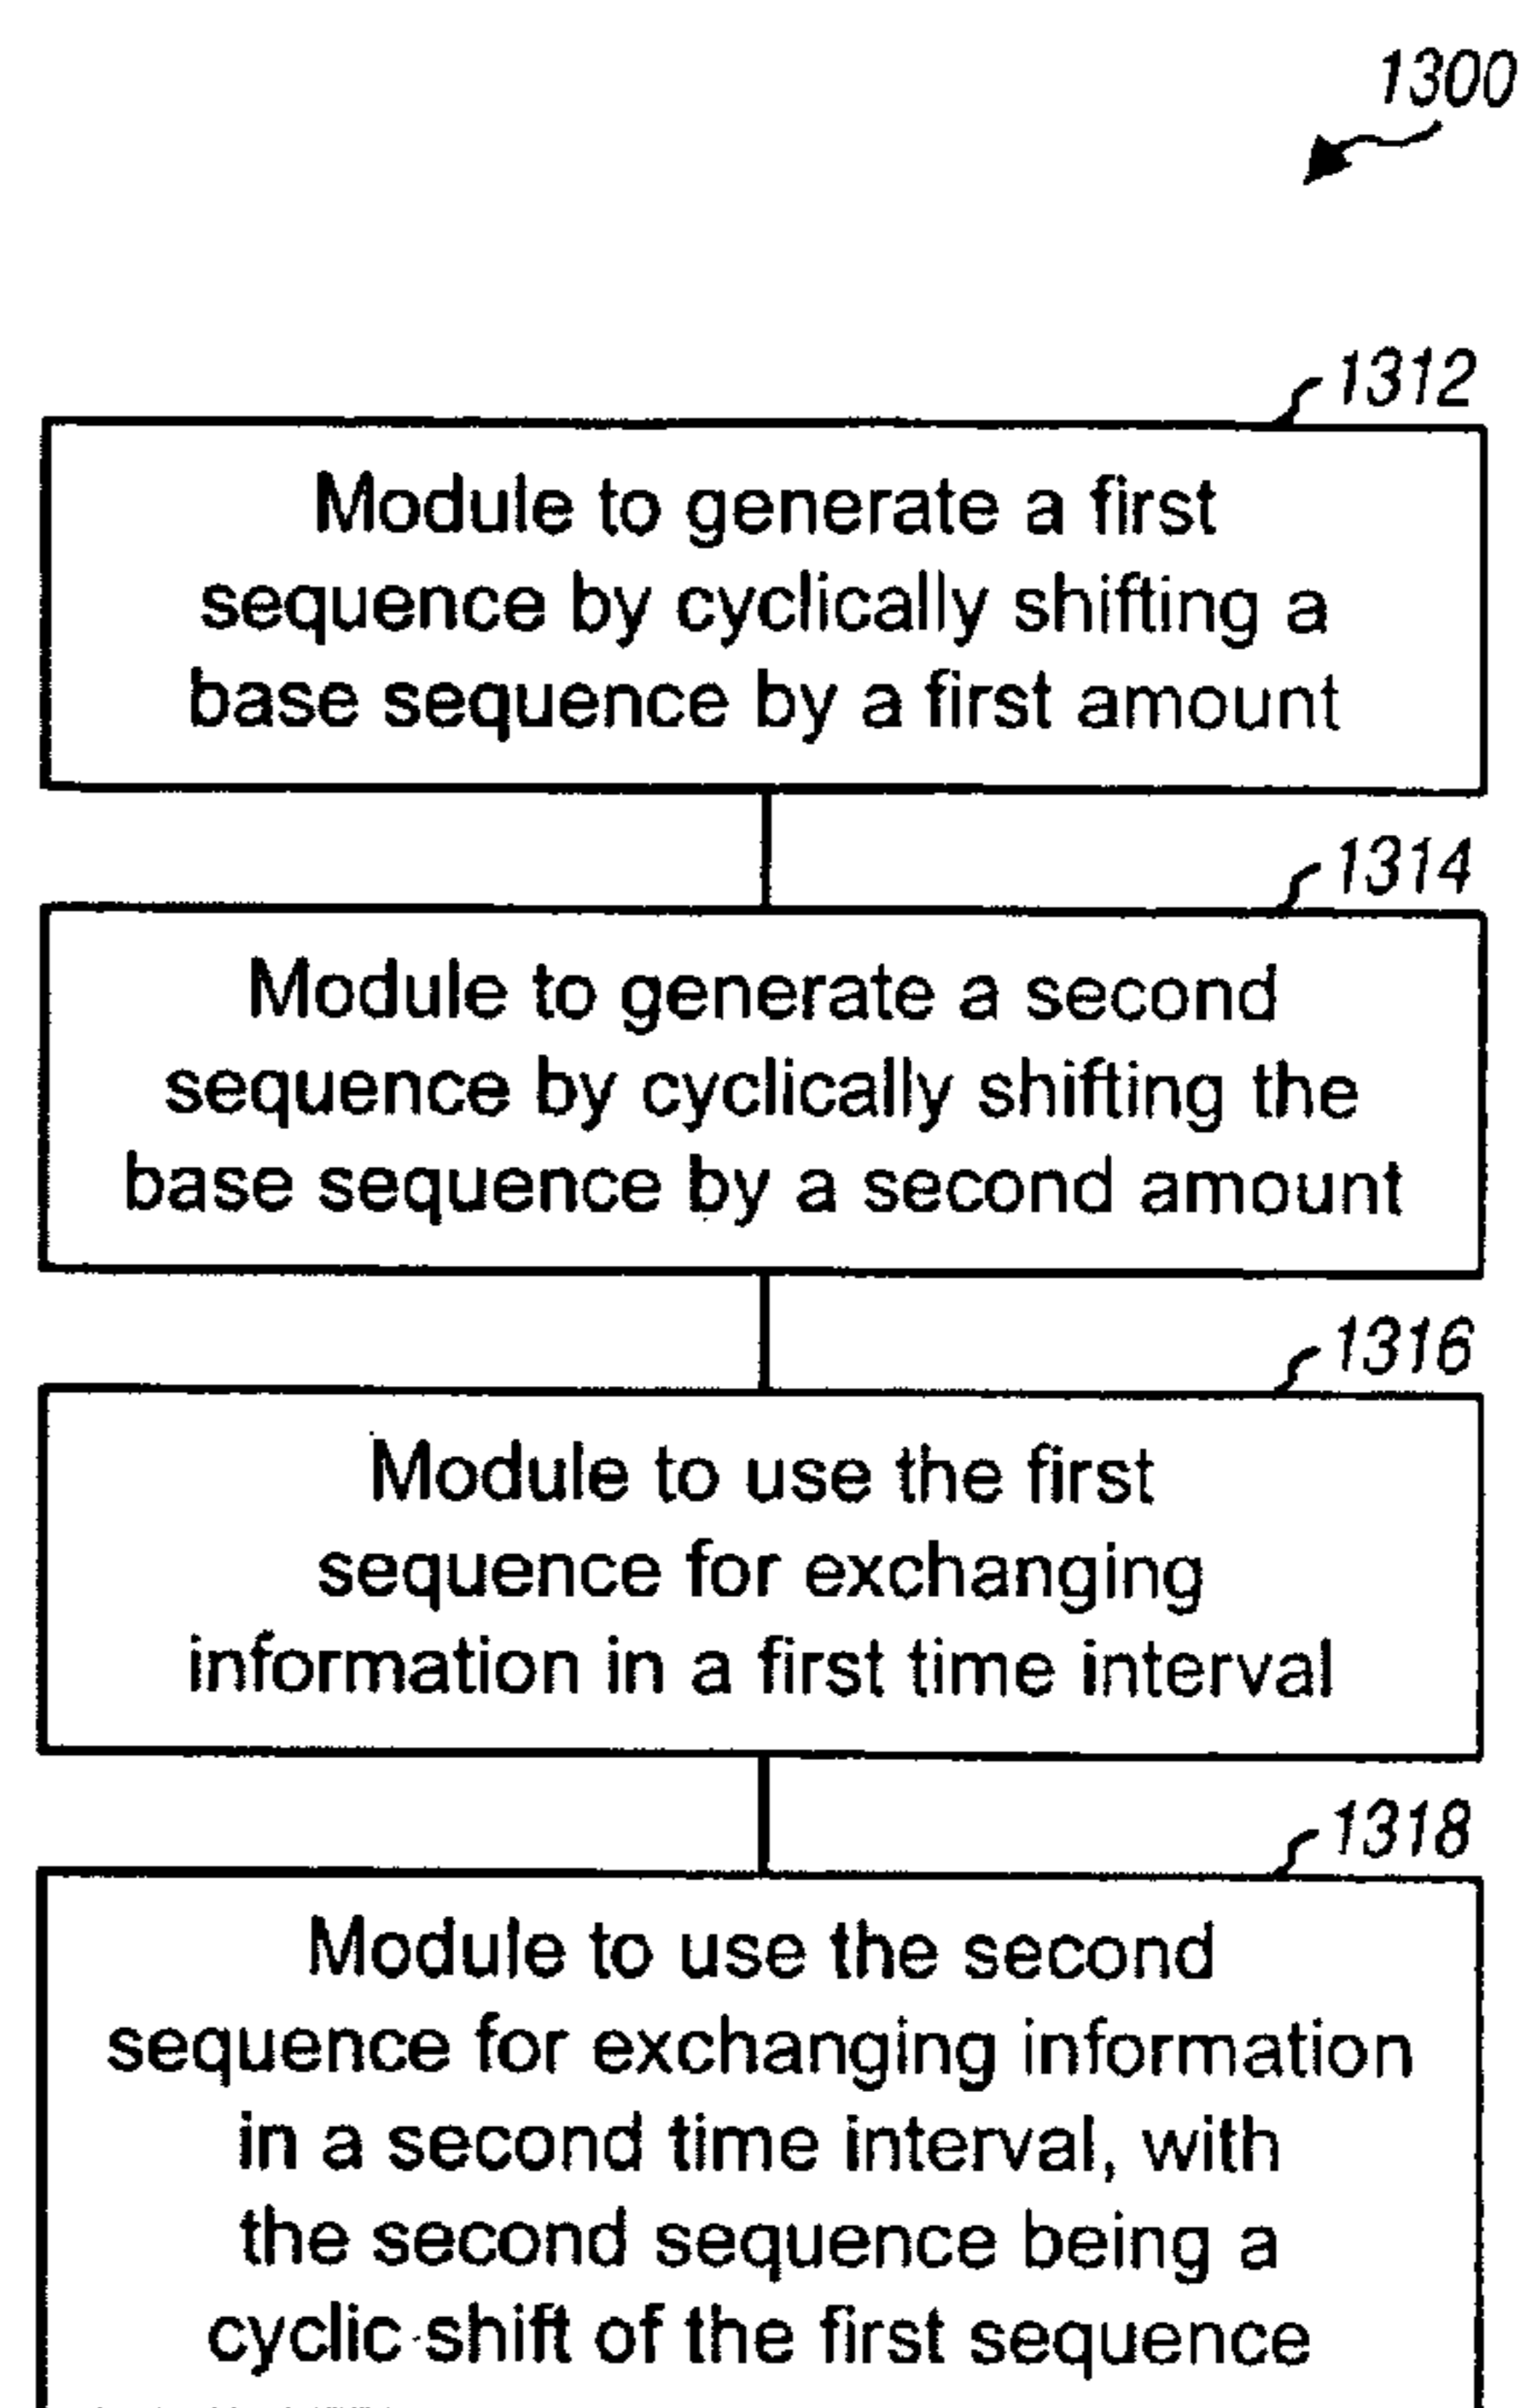 1300
1312
Module to generate a first
sequence by cyclically shifting a
base sequence by a first amount
1314
Module to generate a second
sequence by cyclically shifting the
base sequence by a second amount
1316
Module to use the first
sequence for exchanging
information in a first time interval
1318
Module to use the second
sequence for exchanging information
in a second time interval, with
the second sequence being a
cyclic shift of the first sequence